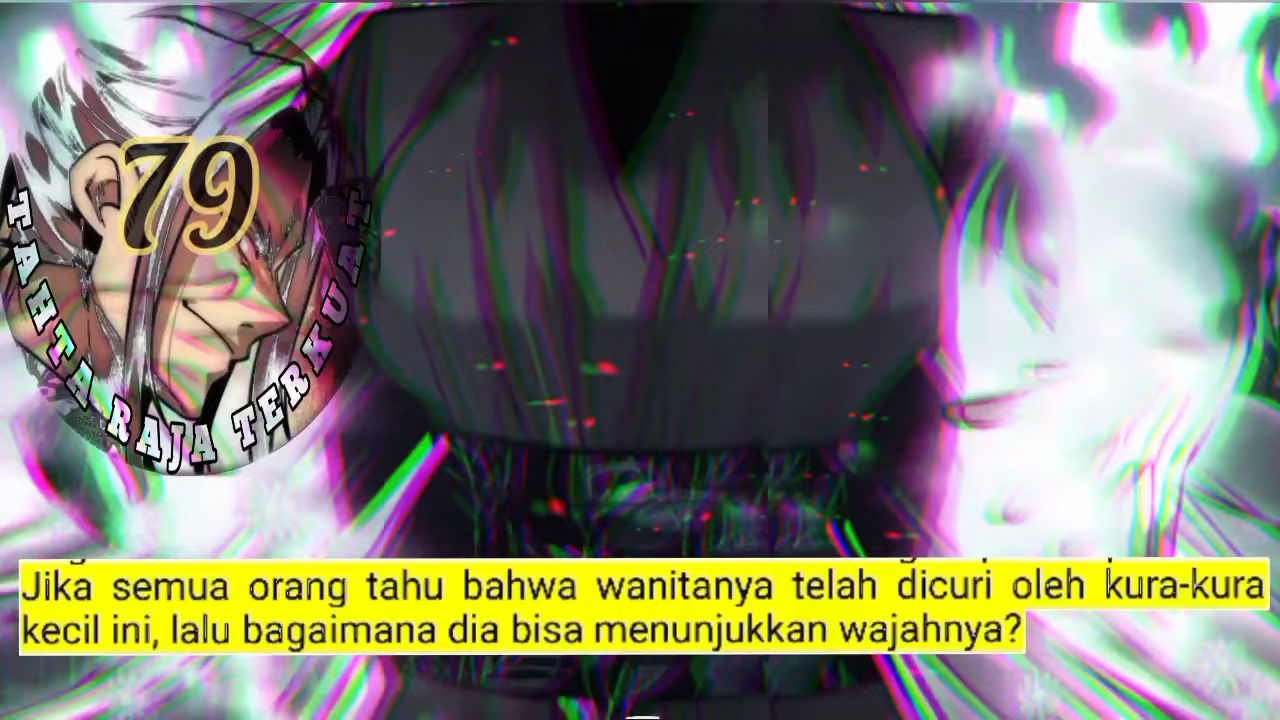 79
TAHTA RAJA TERKUAT
Jika semua orang tahu bahwa wanitanya telah dicuri oleh kura-kura
kecil ini, lalu bagaimana dia bisa menunjukkan wajahnya?